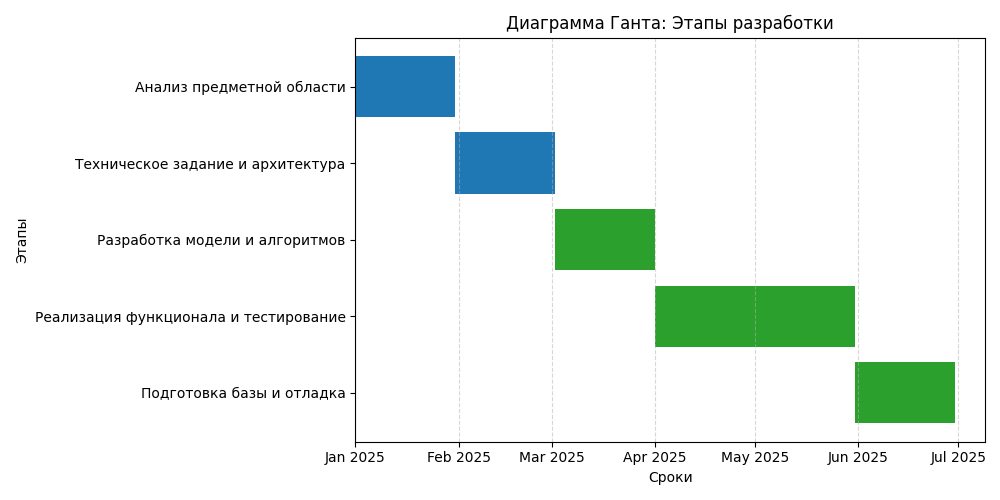 Диаграмма Ганта: Этапы разработки
Этапы
Анализ предметной области
Техническое задание и архитектура
Разработка модели и алгоритмов
Реализация функционала и тестирование
Подготовка базы и отладка
Jan 2025 Feb 2025 Mar 2025 Apr 2025 May 2025 Jun 2025 Jul 2025
Сроки